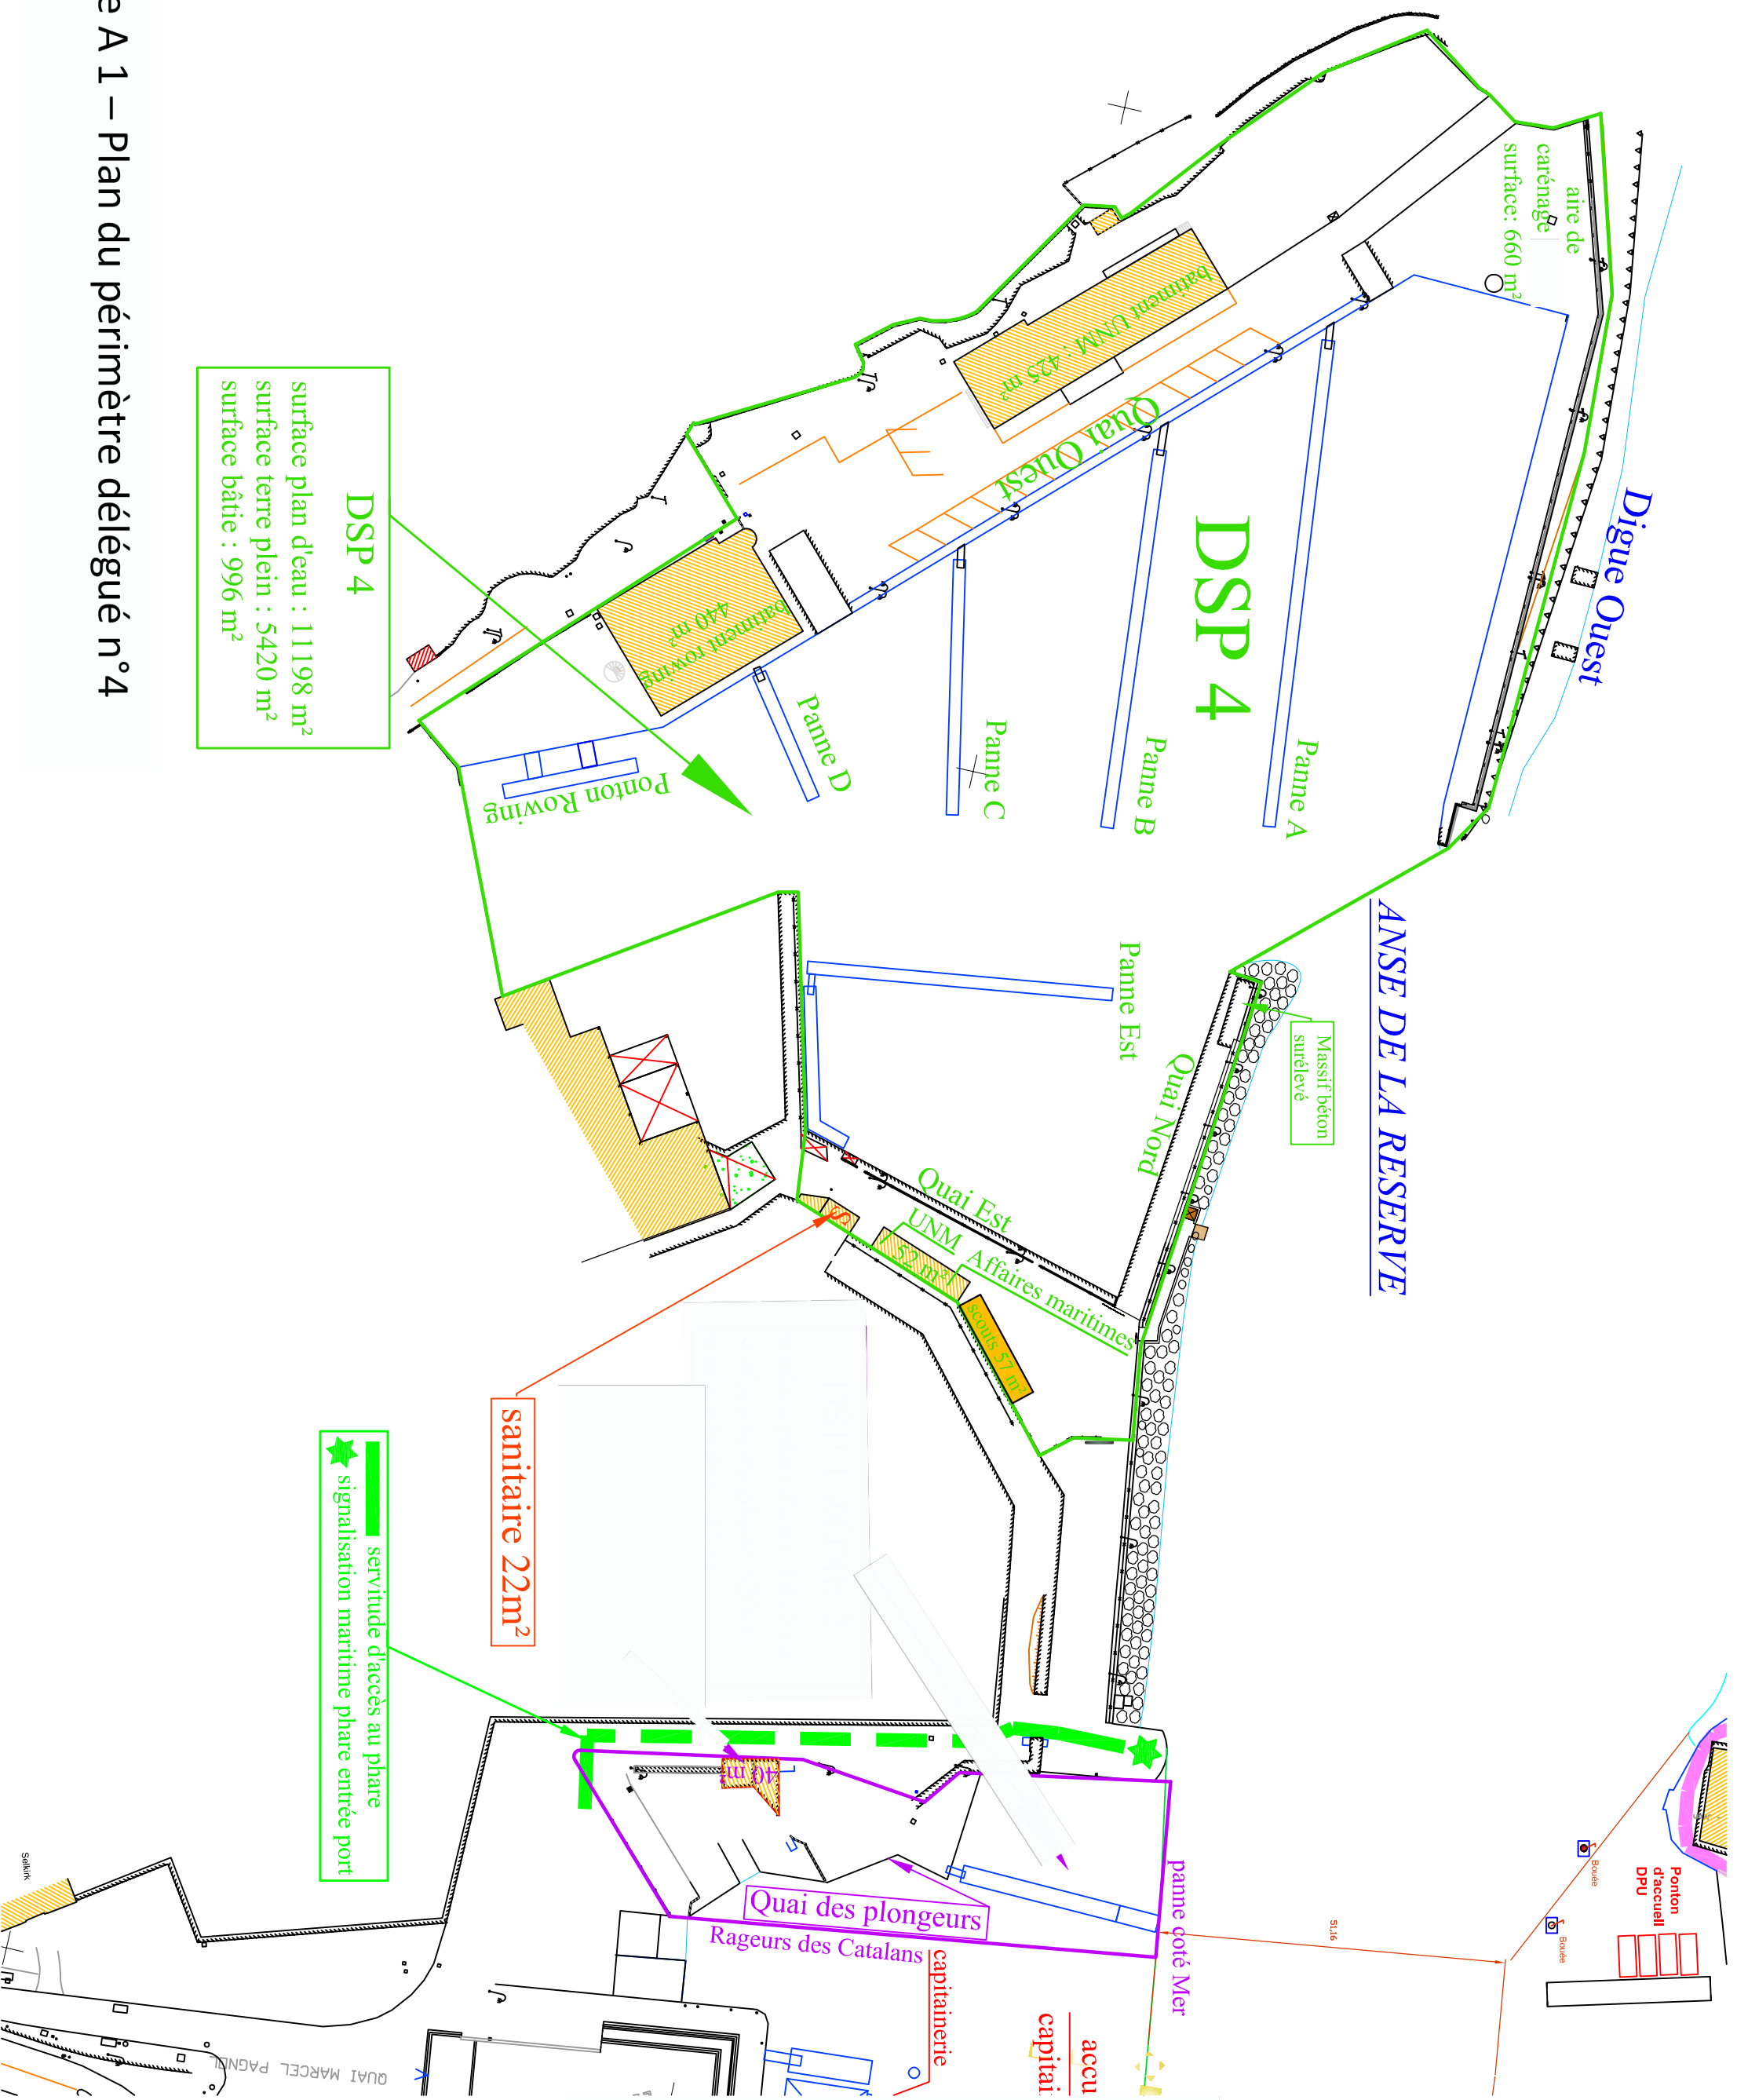 e A 1 – Plan du périmètre délégué n°4
DSP 4
surface plan d'eau : 11198 m²
surface terre plein : 5420 m²
surface bâtie : 996 m²
aire de
carénage
surface: 660 m²
batiment UNM : 425 m²
Quai Ouest
DSP 4
Digue Ouest
batiment rowing
440 m²
Ponton Rowing
Panne D
Panne C
Panne B
Panne A
ANSE DE LA RESERVE
Panne Est
Quai Nord
Massif béton
surélevé
Quai Est
UNM
52 m²
Affaires maritimes
scouts 57 m²
S
sanitaire 22m²
servitude d'accès au phare
signalisation maritime phare entrée port
40 m²
Quai des plongeurs
Rageurs des Catalans
panne coté Mer
capitainerie
accu
capitai
51,16
Bouée
Bouée
Ponton
d'accueil
DPU
Selkirk
QUAI MARCEL PAGNOL